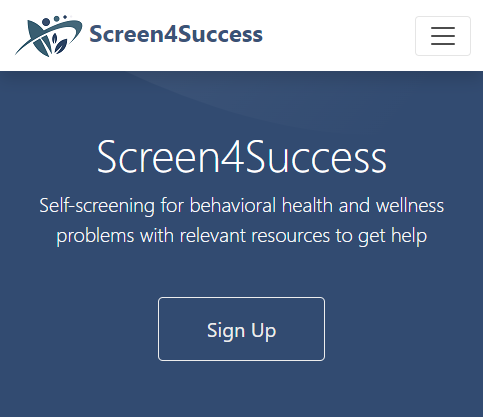 Screen4Success
Screen4Success
Self-screening for behavioral health and wellness
problems with relevant resources to get help
Sign Up